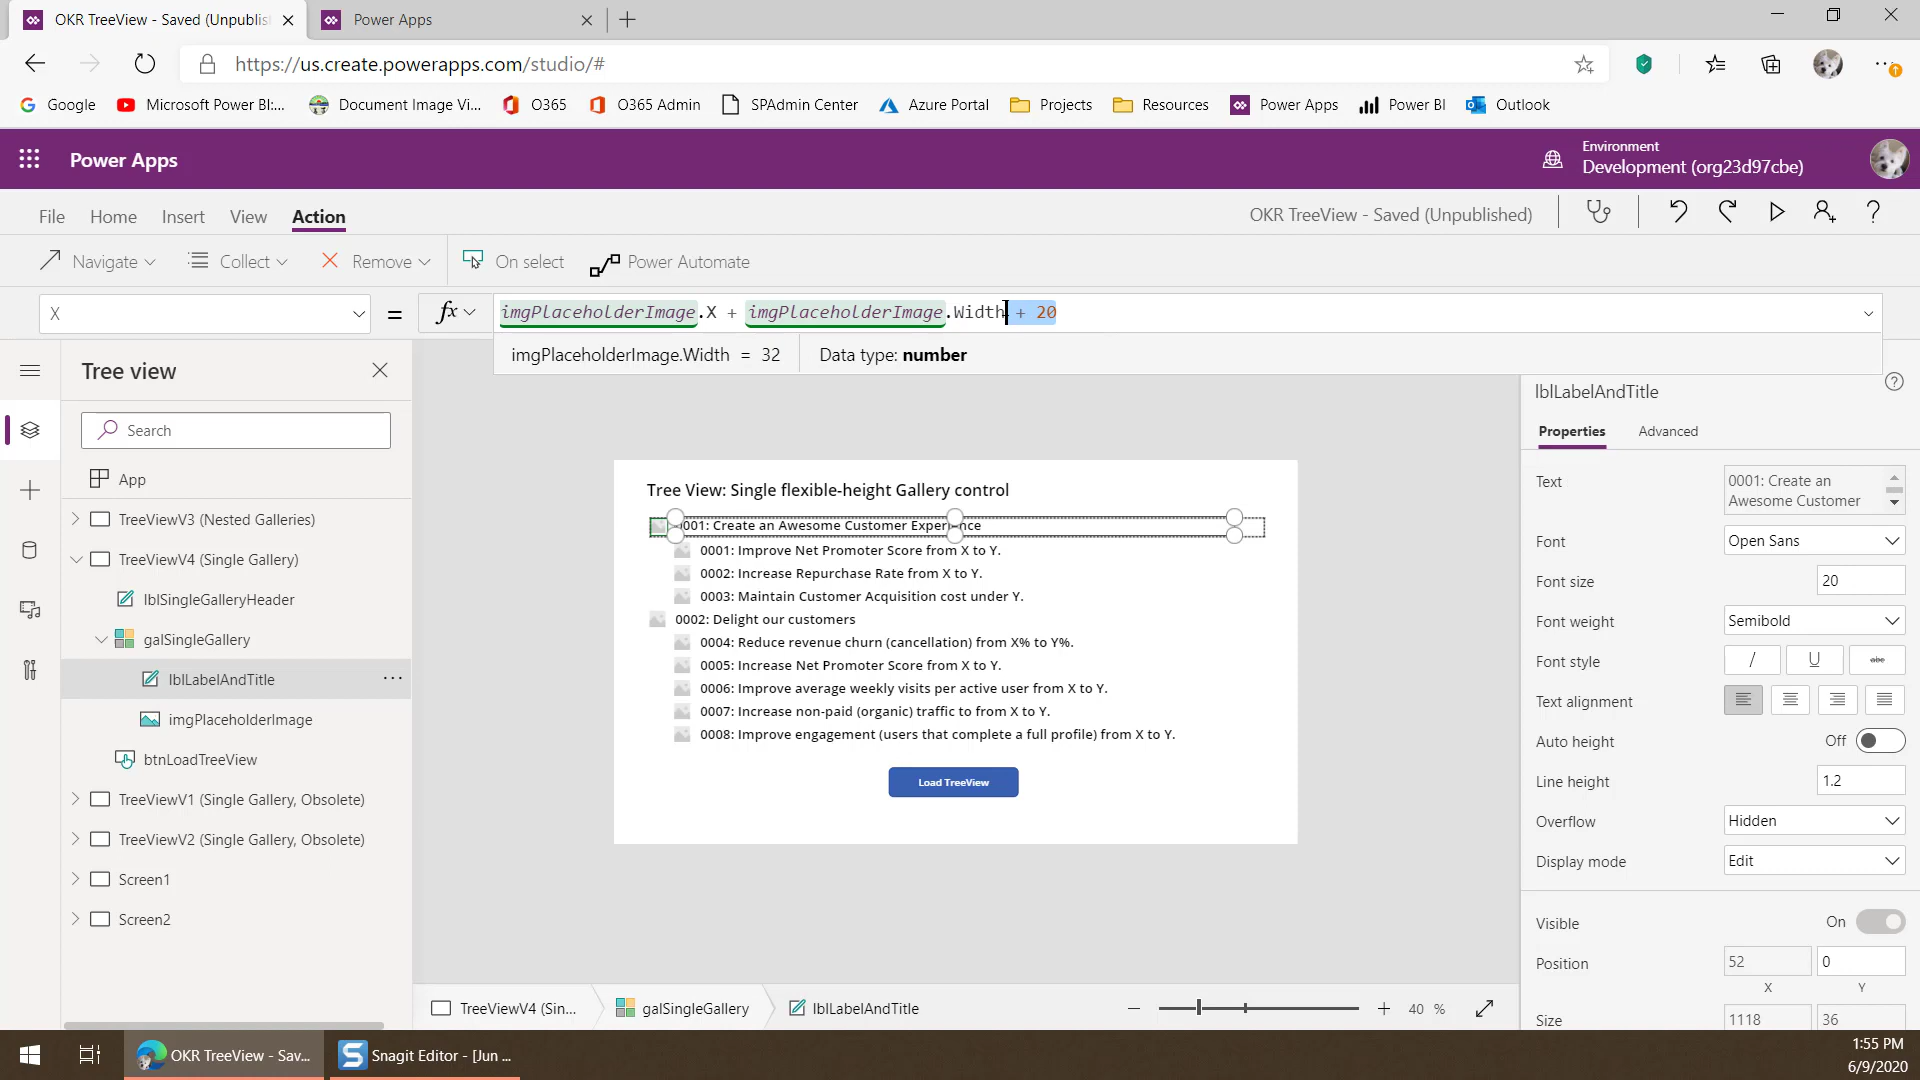 OKR TreeView - Saved (Unpublis
Power Apps
https://us.create.powerapps.com/studio/#
Google
Microsoft Power BI:...
Document Image Vi...
O365
O365 Admin
SPAdmin Center
Azure Portal
Projects
Resources
Power Apps
Power BI
Outlook
Power Apps
Environment
Development (org23d97cbe)
File
Home
Insert
View
Action
OKR TreeView - Saved (Unpublished)
Navigate
Collect
Remove
On select
Power Automate
X
=
fx
imgPlaceholderImage.X + imgPlaceholderImage.Width + 20
imgPlaceholderImage.Width = 32
Data type: number
Tree view
Search
App
TreeViewV3 (Nested Galleries)
TreeViewV4 (Single Gallery)
lblSingleGalleryHeader
galSingleGallery
lblLabelAndTitle
imgPlaceholderImage
btnLoadTreeView
TreeViewV1 (Single Gallery, Obsolete)
TreeViewV2 (Single Gallery, Obsolete)
Screen1
Screen2
Tree View: Single flexible-height Gallery control
0001: Create an Awesome Customer Experience
0001: Improve Net Promoter Score from X to Y.
0002: Increase Repurchase Rate from X to Y.
0003: Maintain Customer Acquisition cost under Y.
0002: Delight our customers
0004: Reduce revenue churn (cancellation) from X% to Y%.
0005: Increase Net Promoter Score from X to Y.
0006: Improve average weekly visits per active user from X to Y.
0007: Increase non-paid (organic) traffic to from X to Y.
0008: Improve engagement (users that complete a full profile) from X to Y.
Load TreeView
lblLabelAndTitle
Properties
Advanced
Text
0001: Create an
Awesome Customer
Font
Open Sans
Font size
20
Font weight
Semibold
Font style
/
U
abc
Text alignment
Auto height
Off
Line height
1.2
Overflow
Hidden
Display mode
Edit
Visible
On
Position
52
0
X
Y
Size
1118
36
TreeViewV4 (Sin...
galSingleGallery
lblLabelAndTitle
40 %
OKR TreeView - Sav...
S
Snagit Editor - [Jun ...
1:55 PM
6/9/2020